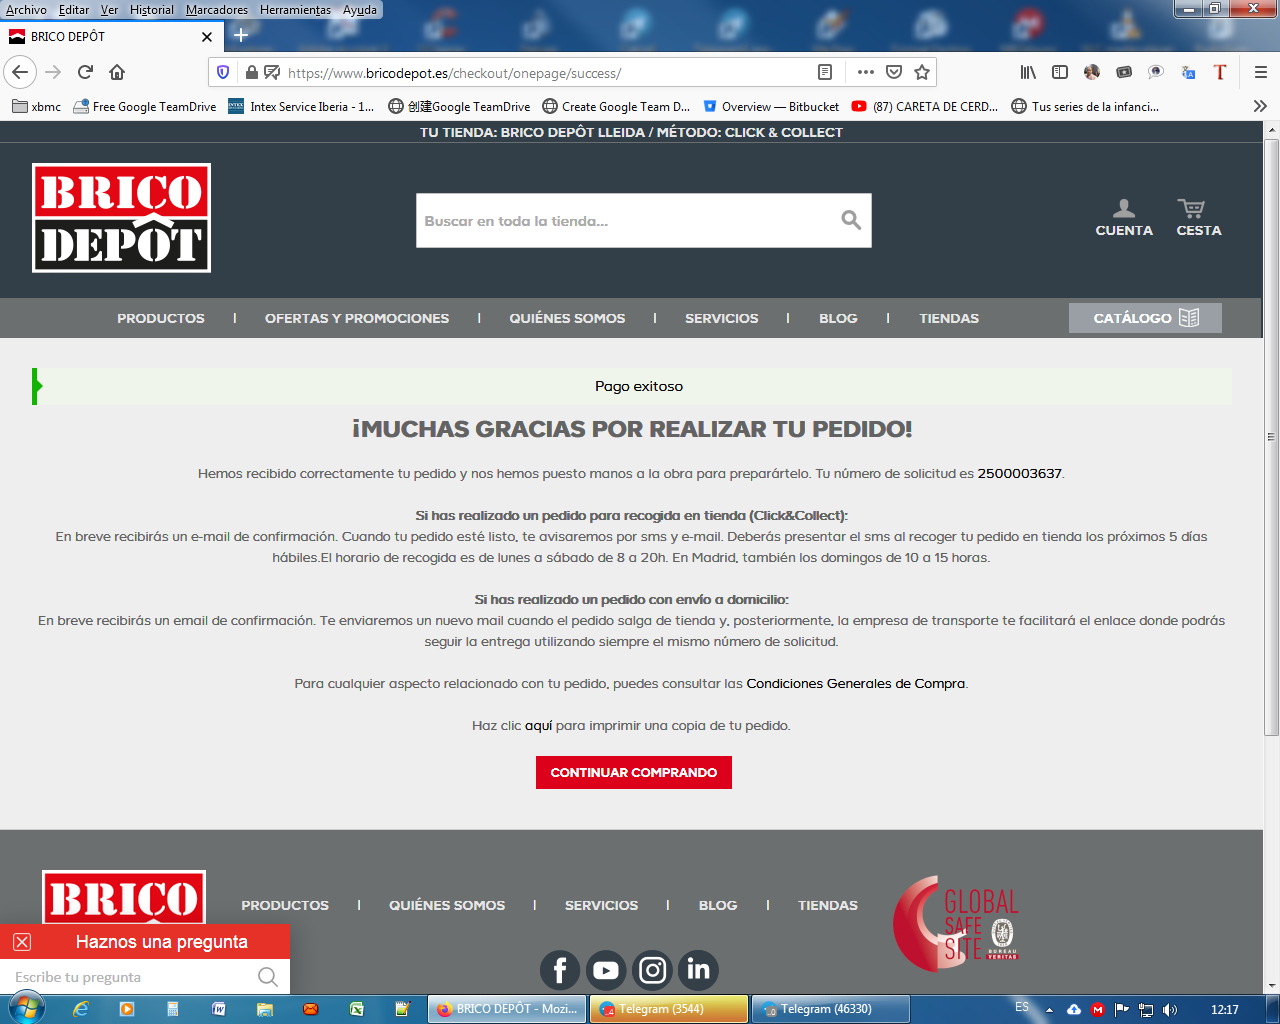 Archivo Editar Ver Historial Marcadores Herramientas Ayuda
BRICO DEPÔT
https://www.bricodepot.es/checkout/onepage/success/
xbmc Free Google TeamDrive Intex Service Iberia - 1... 创建Google TeamDrive Create Google Team D... Overview — Bitbucket (87) CARETA DE CERD... Tus series de la infanci...
TU TIENDA: BRICO DEPÔT LLEIDA / MÉTODO: CLICK & COLLECT
BRICO
DEPÔT
Buscar en toda la tienda...
CUENTA CESTA
PRODUCTOS OFERTAS Y PROMOCIONES QUIÉNES SOMOS SERVICIOS BLOG TIENDAS CATÁLOGO
Pago exitoso
¡MUCHAS GRACIAS POR REALIZAR TU PEDIDO!
Hemos recibido correctamente tu pedido y nos hemos puesto manos a la obra para preparártelo. Tu número de solicitud es 2500003637.
Si has realizado un pedido para recogida en tienda (Click&Collect):
En breve recibirás un e-mail de confirmación. Cuando tu pedido esté listo, te avisaremos por sms y e-mail. Deberás presentar el sms al recoger tu pedido en tienda los próximos 5 días
hábiles.El horario de recogida es de lunes a sábado de 8 a 20h. En Madrid, también los domingos de 10 a 15 horas.
Si has realizado un pedido con envío a domicilio:
En breve recibirás un email de confirmación. Te enviaremos un nuevo mail cuando el pedido salga de tienda y, posteriormente, la empresa de transporte te facilitará el enlace donde podrás
seguir la entrega utilizando siempre el mismo número de solicitud.
Para cualquier aspecto relacionado con tu pedido, puedes consultar las Condiciones Generales de Compra.
Haz clic aquí para imprimir una copia de tu pedido.
CONTINUAR COMPRANDO
BRICO
PRODUCTOS QUIÉNES SOMOS SERVICIOS BLOG TIENDAS
GLOBAL
SAFE
SITE
BUREAU
VERITAS
Haznos una pregunta
Escribe tu pregunta
BRICO DEPÔT - Mozi... Telegram (3544) Telegram (46330) ES 12:17